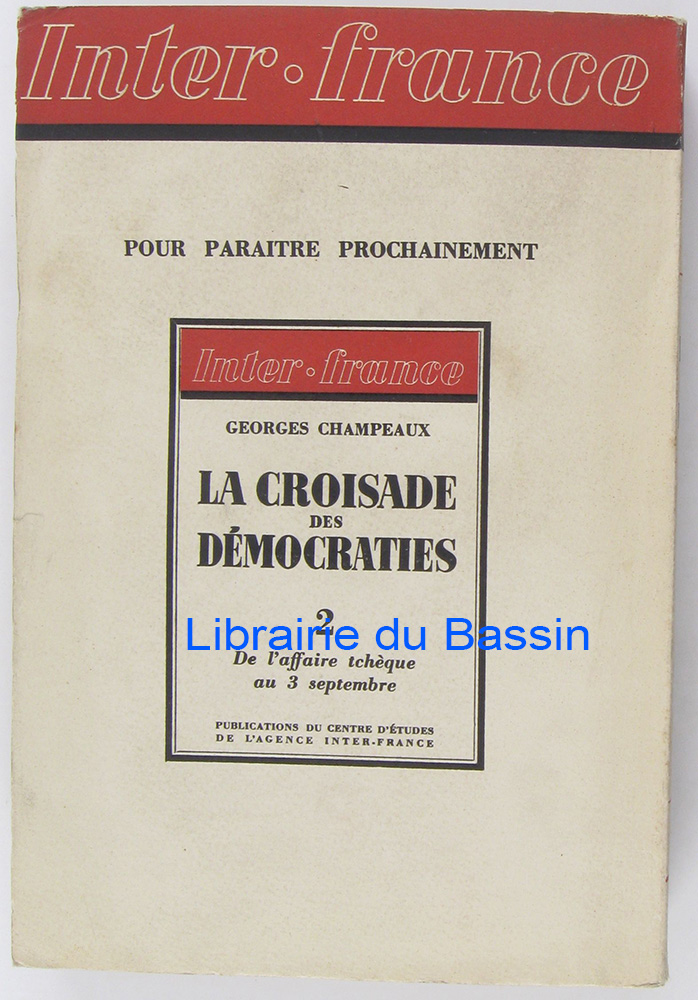 Inter•france
POUR PARAITRE PROCHAINEMENT
Inter•france
GEORGES CHAMPEAUX
LA CROISADE
DES
DÉMOCRATIES
2
Librairie du Bassin
De l'affaire tchèque
au 3 septembre
PUBLICATIONS DU CENTRE D'ÉTUDES
DE L'AGENCE INTER-FRANCE